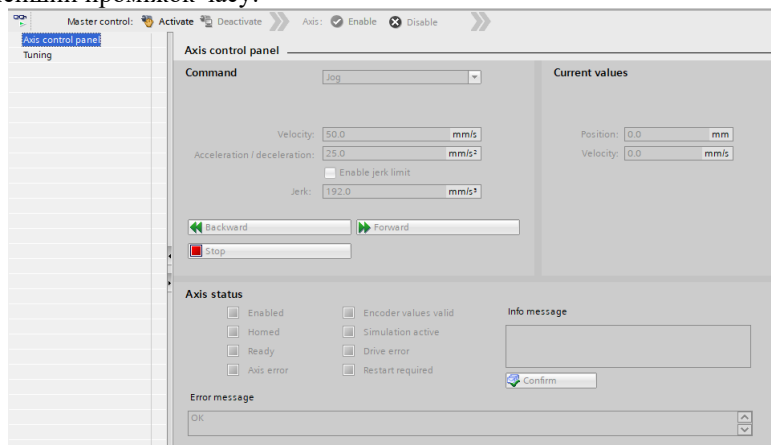 проміжок часу.
Master control: Activate Deactivate Axis: Enable Disable
Axis control panel
Tuning
Axis control panel
Command
Jog
Velocity: 50.0 mm/s
Acceleration / deceleration: 25.0 mm/s²
Enable jerk limit
Jerk: 192.0 mm/s³
Backward
Forward
Stop
Current values
Position: 0.0 mm
Velocity: 0.0 mm/s
Axis status
Enabled
Homed
Ready
Axis error
Encoder values valid
Simulation active
Drive error
Restart required
Info message
Confirm
Error message
OK